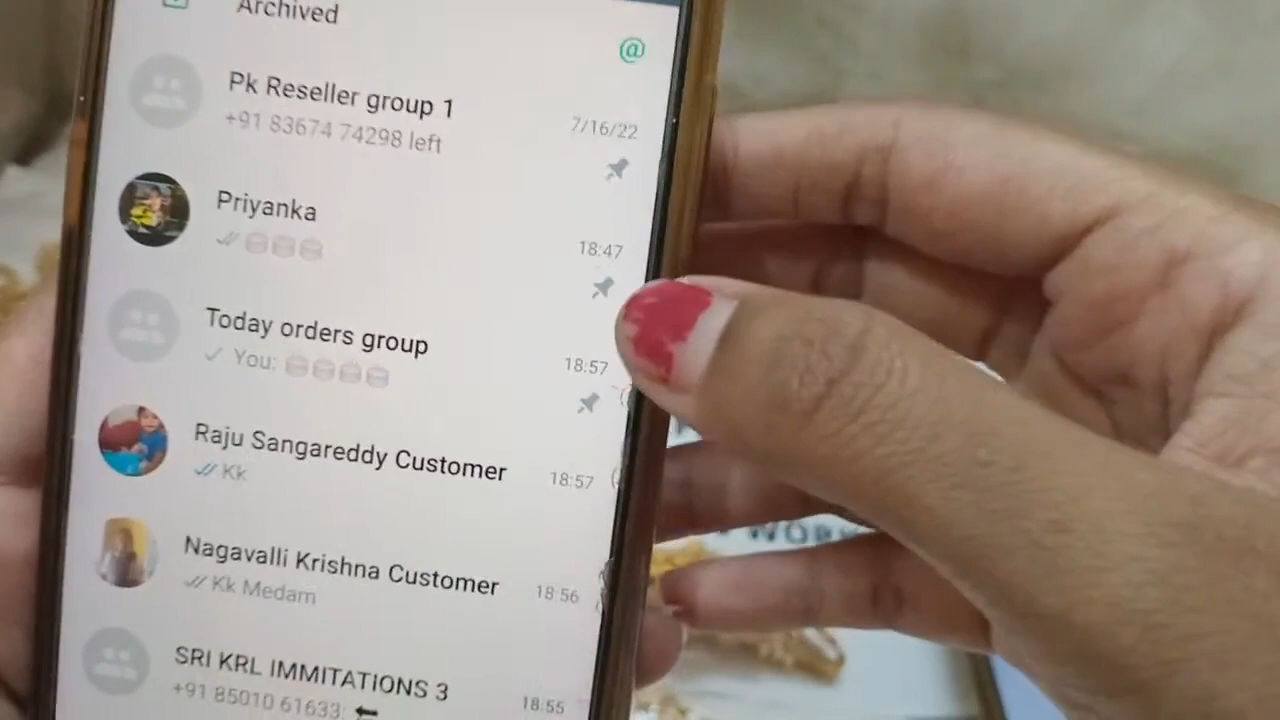 Archived
@
Pk Reseller group 1
7/16/22
+91 83674 74298 left
Priyanka
18:47
Today orders group
18:57
You:
Raju Sangareddy Customer
18:57
Kk
Nagavalli Krishna Customer
18:56
Kk Medam
SRI KRL IMMITATIONS 3
18:55
+91 85010 61633: